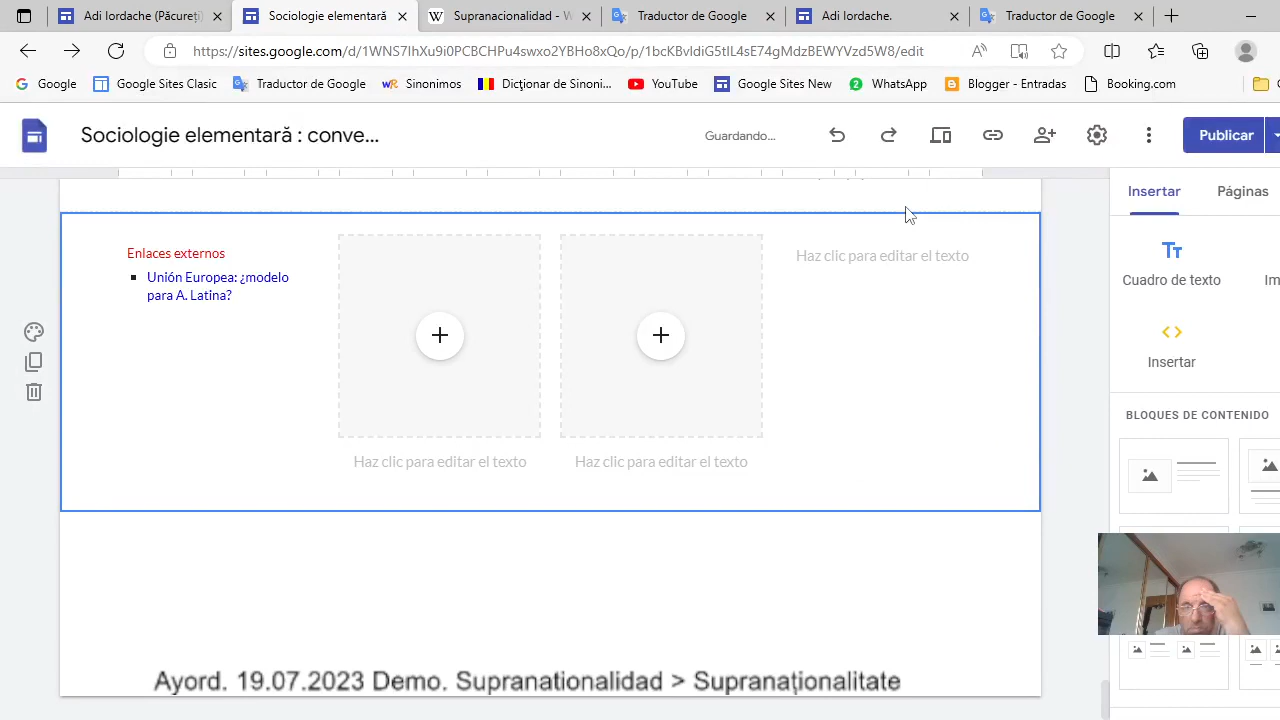 Adi Iordache (Păcureț
Sociologie elementară
Supranacionalidad - W
Traductor de Google
Adi Iordache.
Traductor de Google
https://sites.google.com/d/1WNS7IhXu9i0PCBCHPu4swxo2YBHo8xQo/p/1bcKBvldiG5tIL4sE74gMdzBEWYVzd5W8/edit
Google
Google Sites Clasic
Traductor de Google
Sinonimos
Dicţionar de Sinoni...
YouTube
Google Sites New
WhatsApp
Blogger - Entradas
Booking.com
Sociologie elementară : conve...
Guardando...
Publicar
Insertar
Páginas
Enlaces externos
Unión Europea: ¿modelo
para A. Latina?
Haz clic para editar el texto
Haz clic para editar el texto
Haz clic para editar el texto
Cuadro de texto
Im
Insertar
BLOQUES DE CONTENIDO
Ayord. 19.07.2023 Demo. Supranationalidad > Supranaționalitate